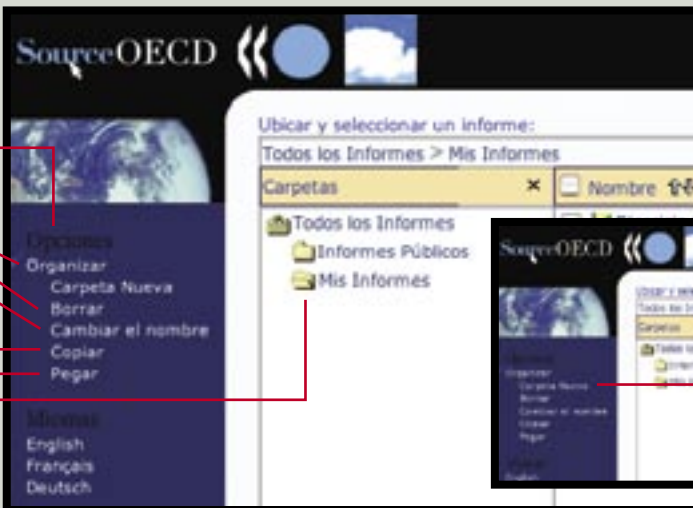 SourceOECD
Ubicar y seleccionar un informe:
Todos los Informes > Mis Informes
Carpetas × Nombre
Todos los Informes
Informes Públicos
Mis Informes
Opciones
Organizar
Carpeta Nueva
Borrar
Cambiar el nombre
Copiar
Pegar
Idiomas
English
Français
Deutsch
SourceOECD
Carpetas
Organizar
Carpeta Nueva
Borrar
Cambiar el nombre
Copiar
Pegar